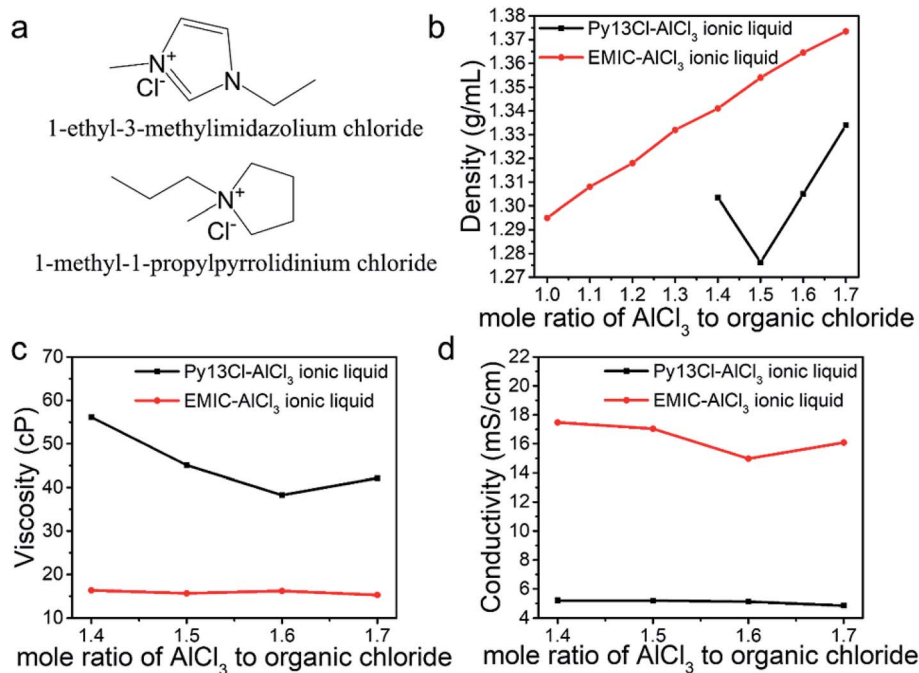 a
N+
Cl-
N
1-ethyl-3-methylimidazolium chloride
N+
Cl-
1-methyl-1-propylpyrrolidinium chloride
b
Py13Cl-AlCl3 ionic liquid
EMIC-AlCl3 ionic liquid
Density (g/mL)
1.38
1.37
1.36
1.35
1.34
1.33
1.32
1.31
1.30
1.29
1.28
1.27
1.0 1.1 1.2 1.3 1.4 1.5 1.6 1.7
mole ratio of AlCl3 to organic chloride
c
Py13Cl-AlCl3 ionic liquid
EMIC-AlCl3 ionic liquid
Viscosity (cP)
70
60
50
40
30
20
10
1.4 1.5 1.6 1.7
mole ratio of AlCl3 to organic chloride
d
Py13Cl-AlCl3 ionic liquid
EMIC-AlCl3 ionic liquid
Conductivity (mS/cm)
22
20
18
16
14
12
10
8
6
4
1.4 1.5 1.6 1.7
mole ratio of AlCl3 to organic chloride